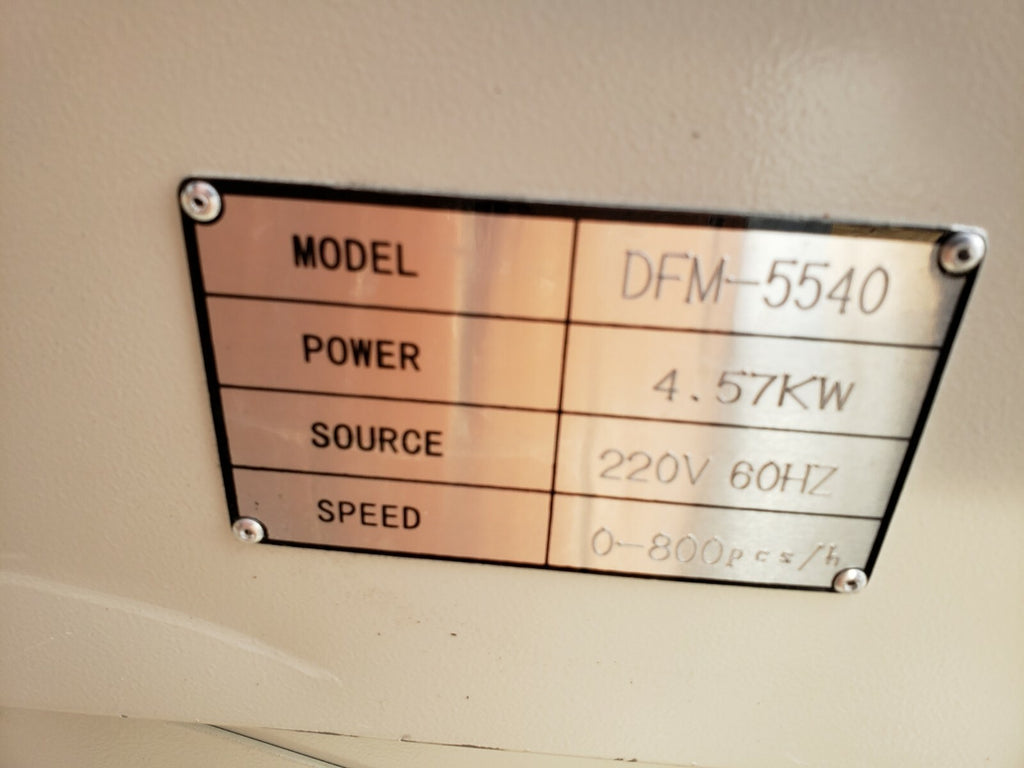 MODEL DFM-5540
POWER 4.57KW
SOURCE 220V 60HZ
SPEED 0-800pcs/h